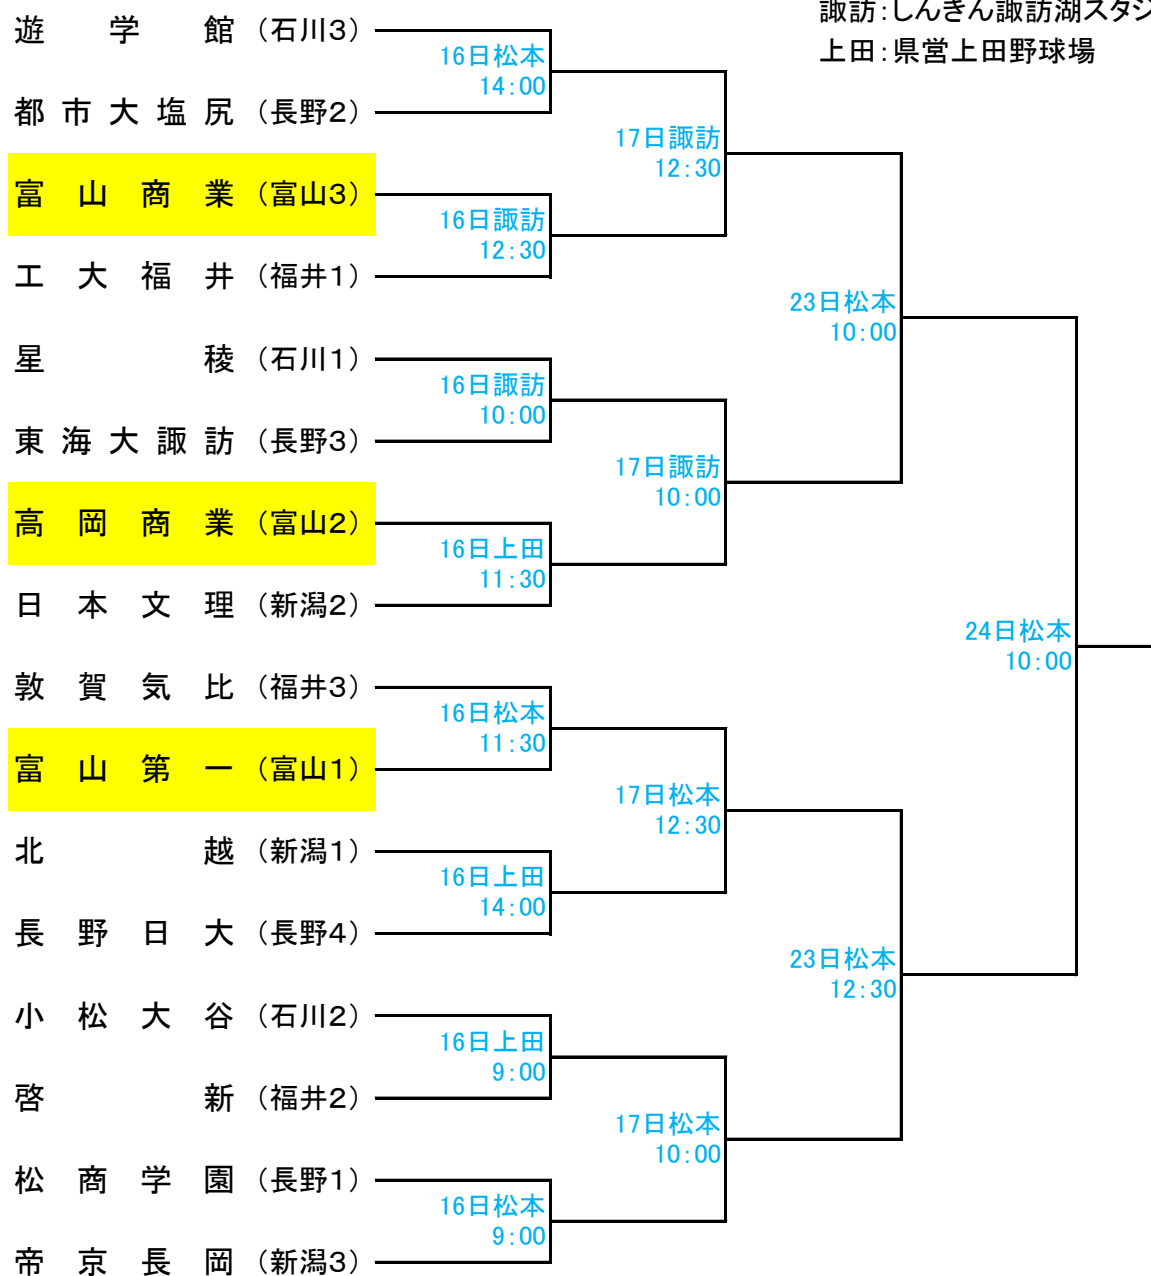 諏訪：しんきん諏訪湖スタジ
上田：県営上田野球場
遊学館（石川3）
16日松本
14:00
都市大塩尻（長野2）
17日諏訪
12:30
富山商業（富山3）
16日諏訪
12:30
工大福井（福井1）
23日松本
10:00
星稜（石川1）
16日諏訪
10:00
東海大諏訪（長野3）
17日諏訪
10:00
高岡商業（富山2）
16日上田
11:30
日本文理（新潟2）
24日松本
10:00
敦賀気比（福井3）
16日松本
11:30
富山第一（富山1）
17日松本
12:30
北越（新潟1）
16日上田
14:00
長野日大（長野4）
23日松本
12:30
小松大谷（石川2）
16日上田
9:00
啓新（福井2）
17日松本
10:00
松商学園（長野1）
16日松本
9:00
帝京長岡（新潟3）